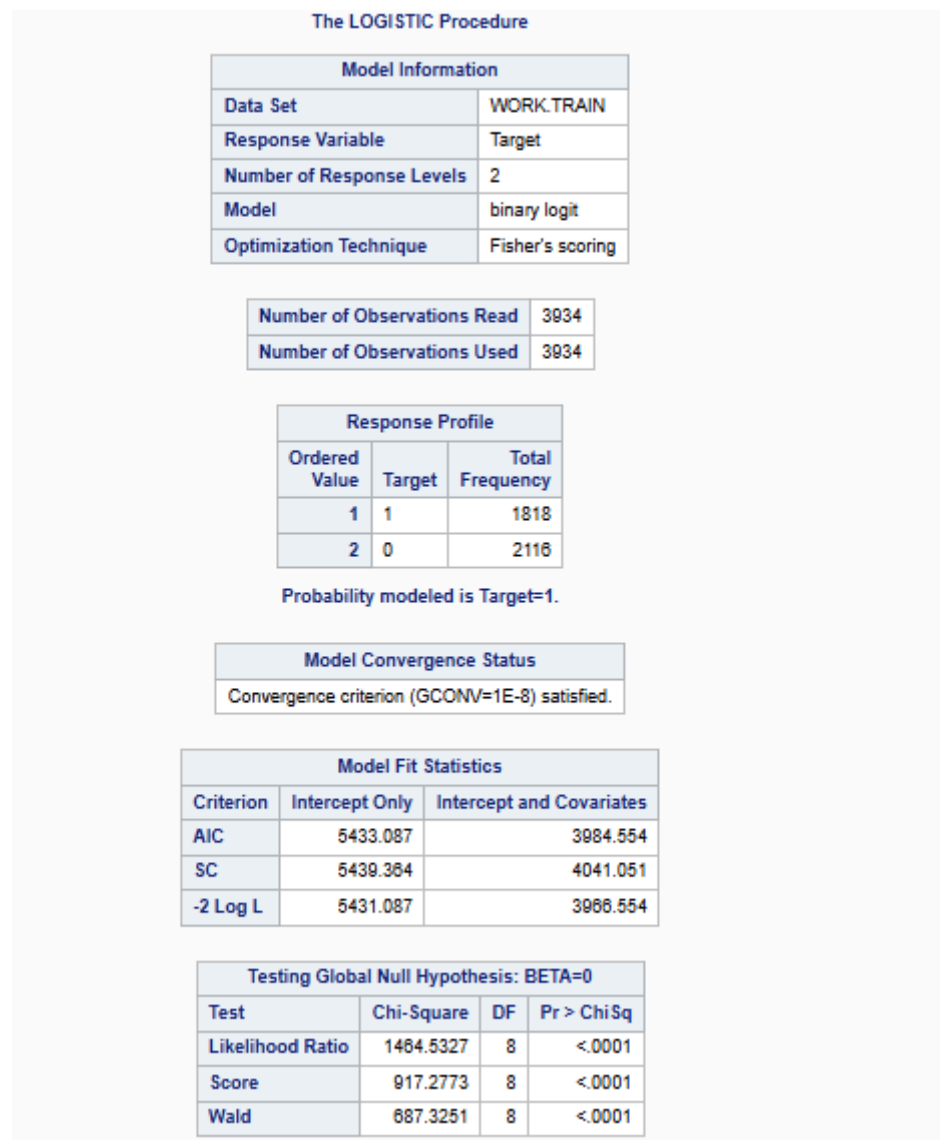 The LOGISTIC Procedure
Model Information
Data Set WORK.TRAIN
Response Variable Target
Number of Response Levels 2
Model binary logit
Optimization Technique Fisher's scoring
Number of Observations Read 3934
Number of Observations Used 3934
Response Profile
Ordered Value Target Total Frequency
1 1 1818
2 0 2116
Probability modeled is Target=1.
Model Convergence Status
Convergence criterion (GCONV=1E-8) satisfied.
Model Fit Statistics
Criterion Intercept Only Intercept and Covariates
AIC 5433.087 3984.554
SC 5439.364 4041.051
-2 Log L 5431.087 3966.554
Testing Global Null Hypothesis: BETA=0
Test Chi-Square DF Pr > ChiSq
Likelihood Ratio 1464.5327 8 <.0001
Score 917.2773 8 <.0001
Wald 687.3251 8 <.0001